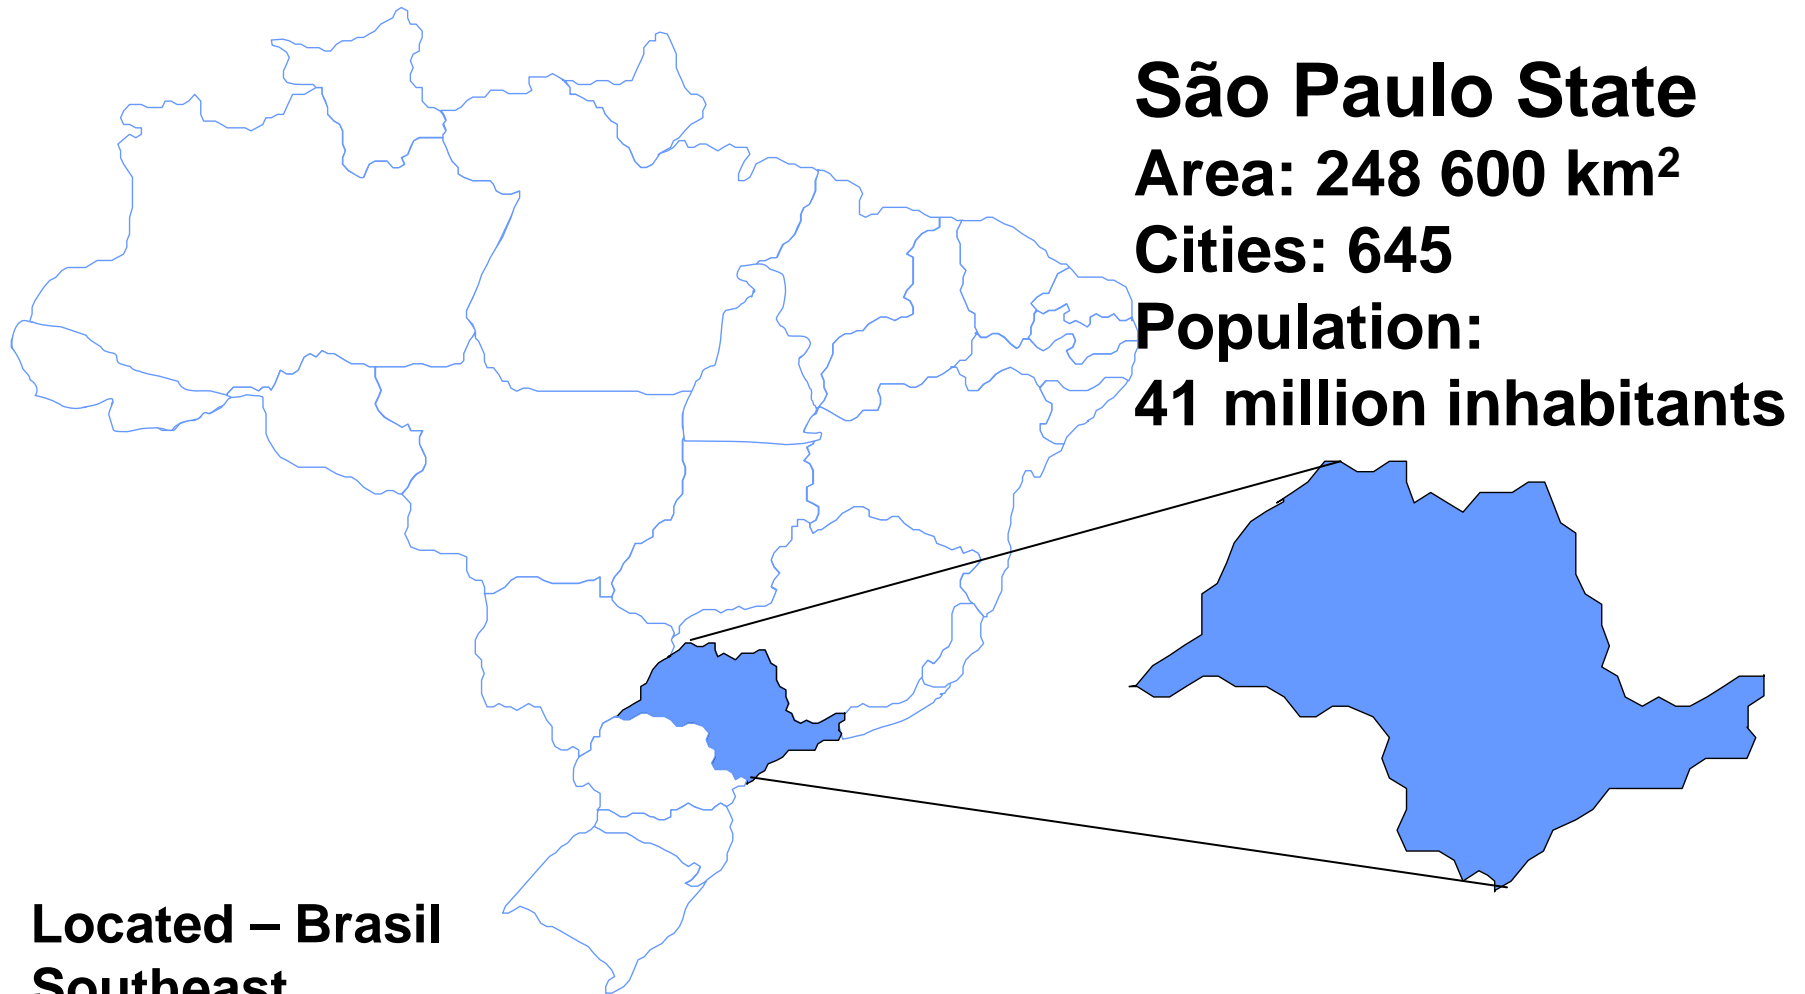 São Paulo State
Area: 248 600 km²
Cities: 645
Population:
41 million inhabitants
Located – Brasil
Southeast